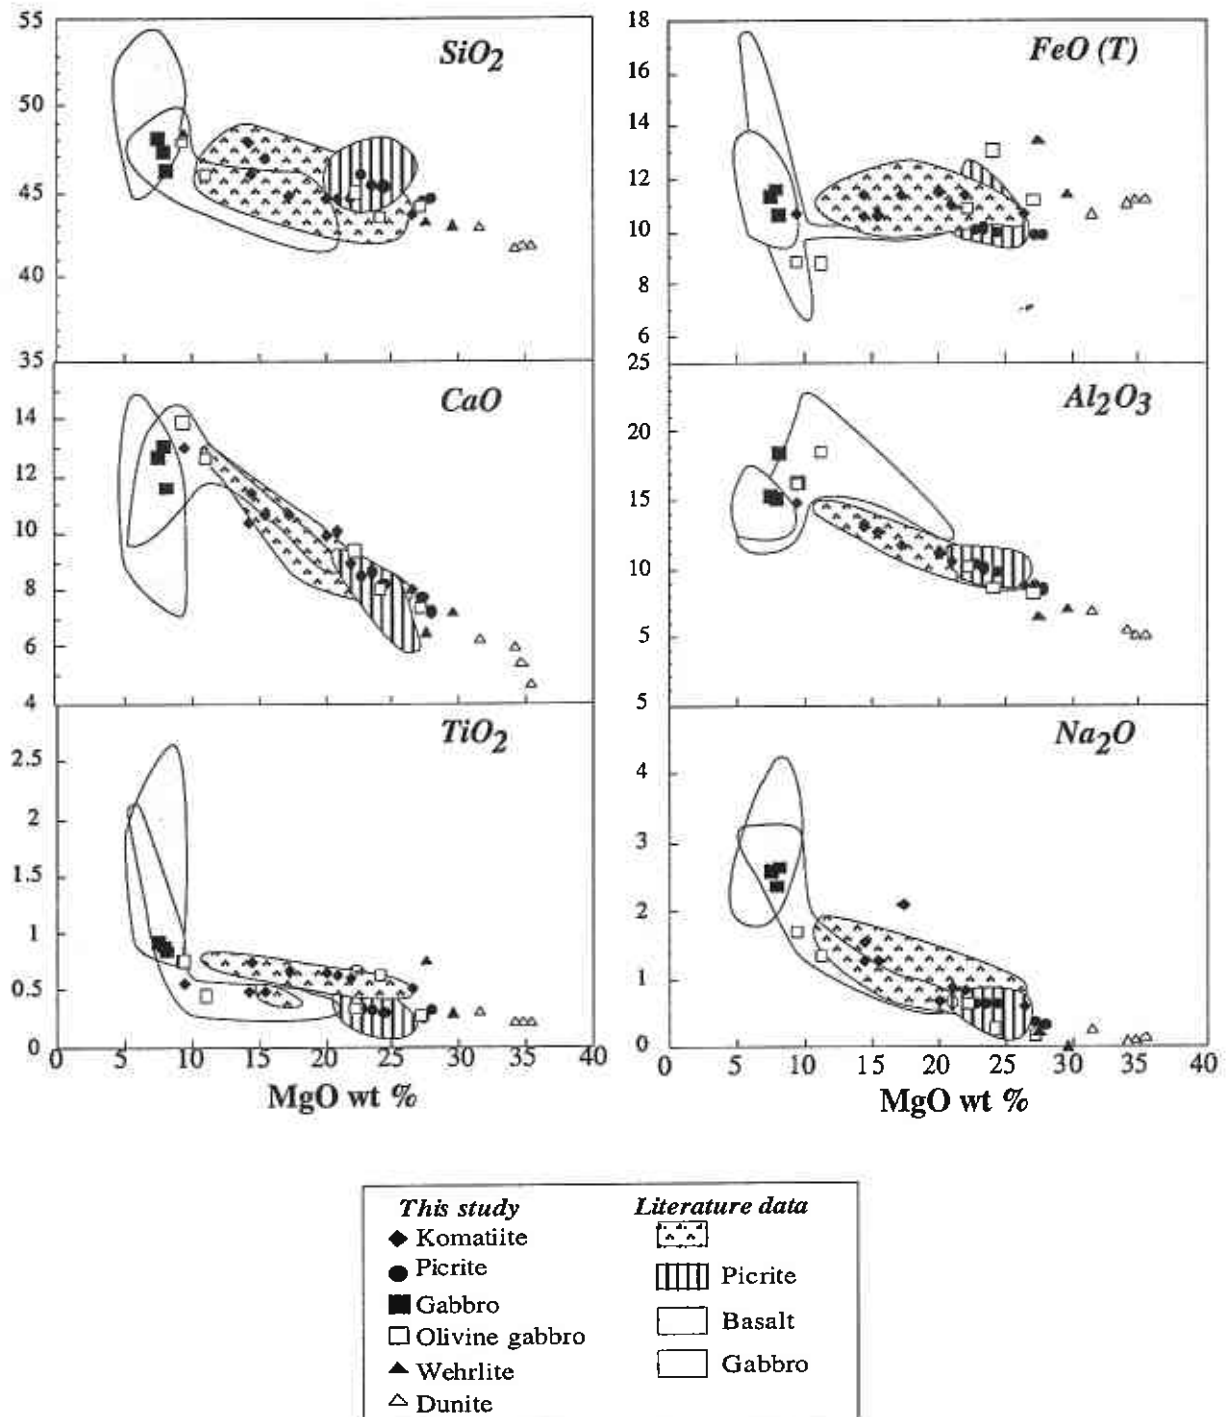 SiO2
55
50
45
40
35
FeO (T)
18
16
14
12
10
8
6
CaO
14
12
10
8
6
4
Al2O3
25
20
15
10
5
5
TiO2
2.5
2
1.5
1
0.5
0
Na2O
4
3
2
1
0
0 5 10 15 20 25 30 35 40
MgO wt %
5 10 15 20 25 30 35 40
MgO wt %
This study
Komatiite
Picrite
Gabbro
Olivine gabbro
Wehrlite
Dunite
Literature data
Picrite
Basalt
Gabbro